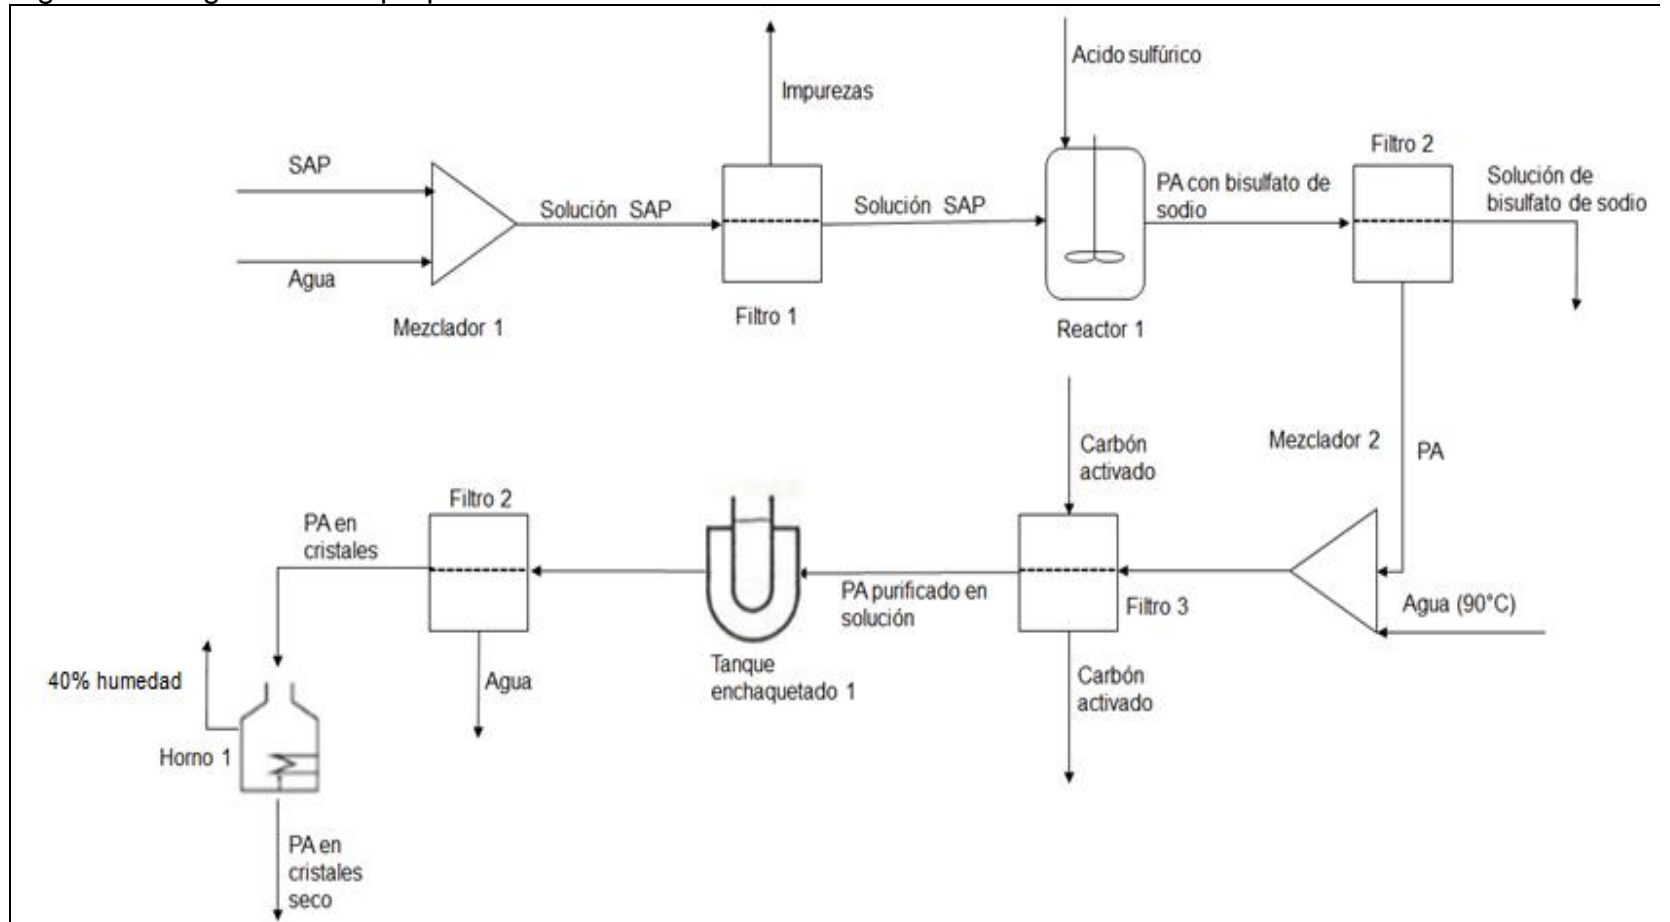 Acido sulfúrico
Impurezas
SAP
Solución SAP
Agua
Mezclador 1
Filtro 1
Solución SAP
Reactor 1
PA con bisulfato de
sodio
Filtro 2
Solución de
bisulfato de sodio
Mezclador 2
PA
Agua (90°C)
Carbón
activado
Filtro 3
Carbón
activado
PA purificado en
solución
Tanque
enchaquetado 1
Filtro 2
Agua
PA en
cristales
40% humedad
Horno 1
PA en
cristales
seco